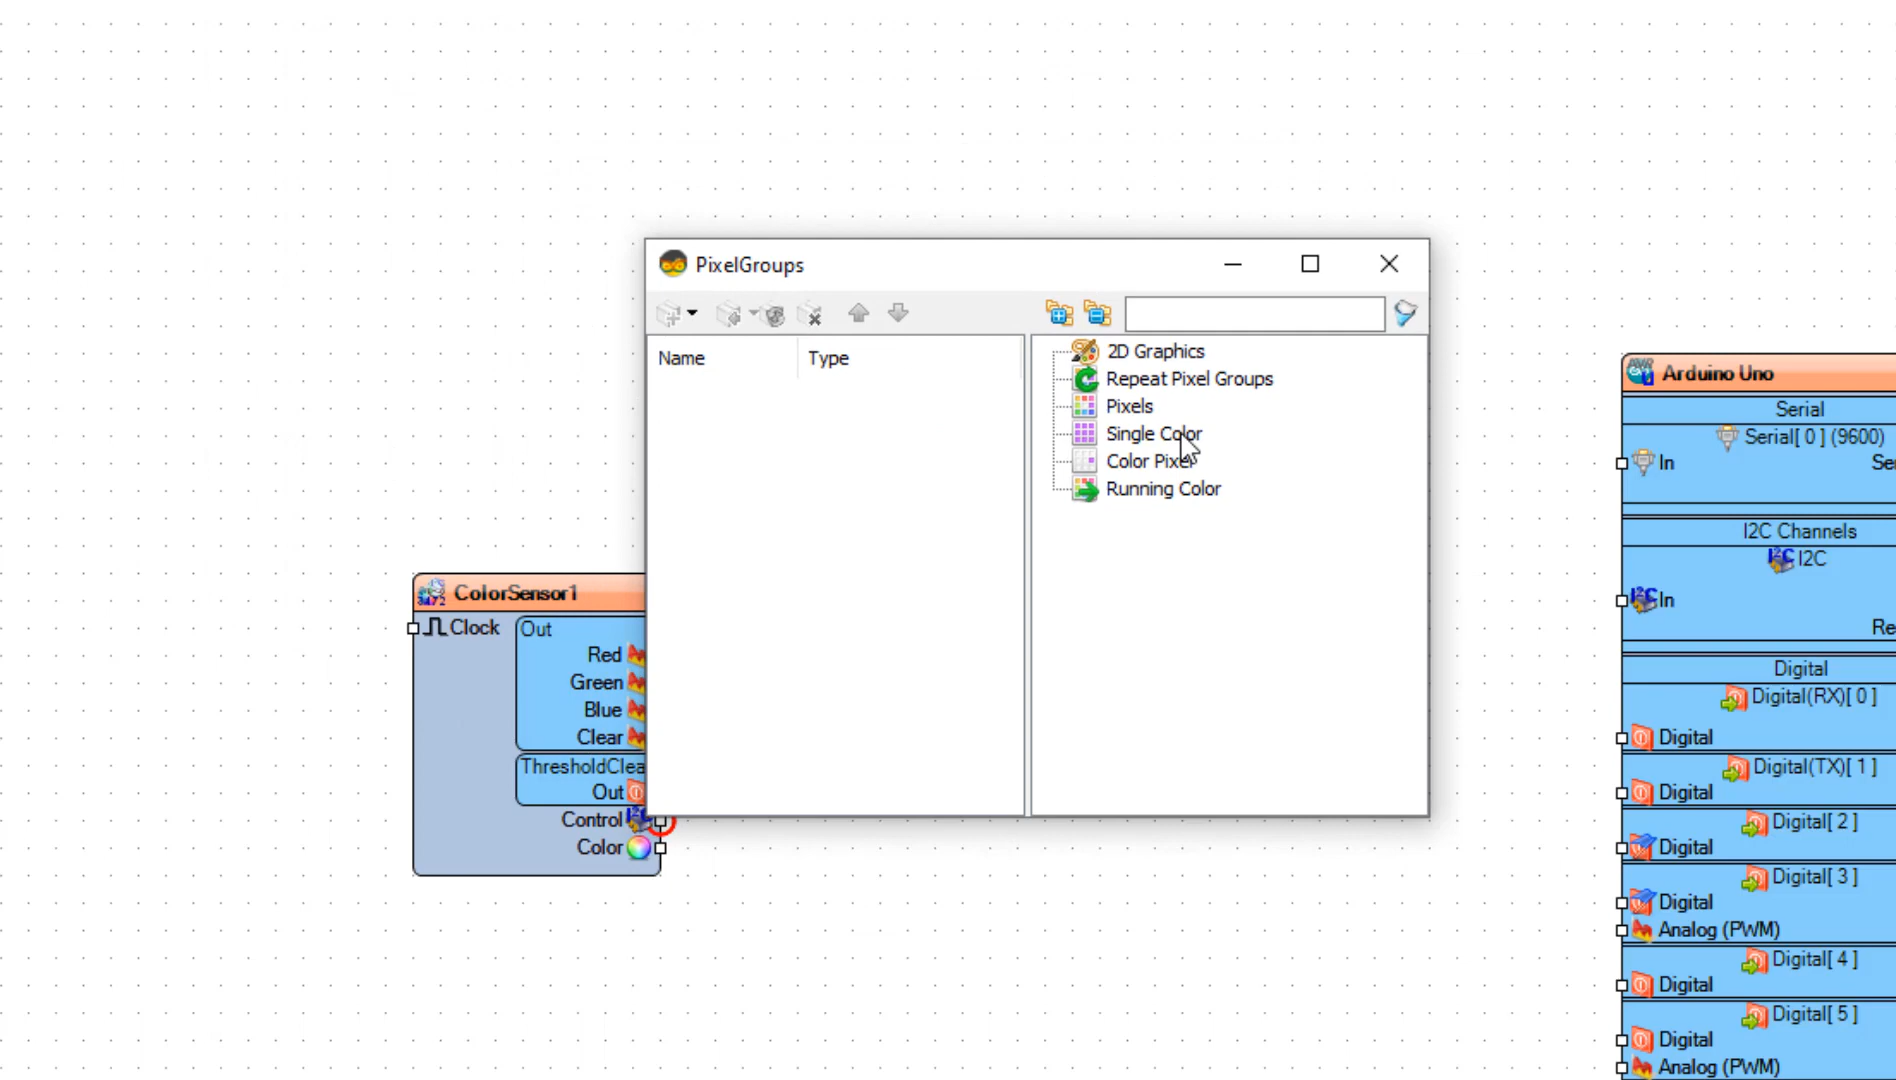 PixelGroups
Name
Type
2D Graphics
Repeat Pixel Groups
Pixels
Single Color
Color Pixel
Running Color
ColorSensor1
Clock
Out
Red
Green
Blue
Clear
ThresholdClea
Out
Control
Color
Arduino Uno
Serial
Serial[ 0 ] (9600)
In
Se
I2C Channels
I2C
In
Re
Digital
Digital(RX)[ 0 ]
Digital
Digital(TX)[ 1 ]
Digital
Digital[ 2 ]
Digital
Digital[ 3 ]
Digital
Analog (PWM)
Digital[ 4 ]
Digital
Digital[ 5 ]
Digital
Analog (PWM)